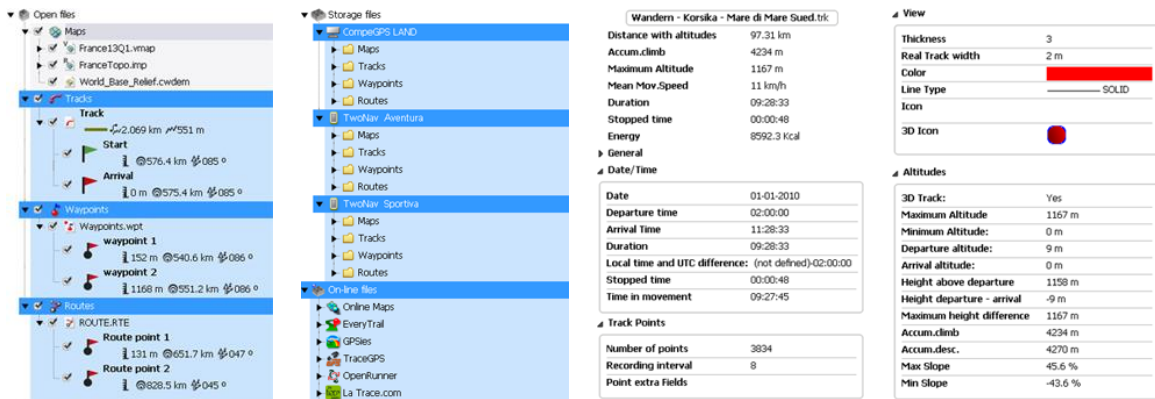 Open files
Maps
France13Q1.vmap
FranceTopo.imp
World_Base_Relief.cwdem
Tracks
Track
2.069 km 551 m
Start
576.4 km 085 º
Arrival
0 m 575.4 km 085 º
Waypoints
Waypoints.wpt
waypoint 1
152 m 540.6 km 086 º
waypoint 2
1168 m 551.2 km 086 º
Routes
ROUTE.RTE
Route point 1
131 m 651.7 km 047 º
Route point 2
828.5 km 045 º
Storage files
CompeGPS LAND
Maps
Tracks
Waypoints
Routes
TwoNav Aventura
Maps
Tracks
Waypoints
Routes
TwoNav Sportiva
Maps
Tracks
Waypoints
Routes
On-line files
Online Maps
EveryTrail
GPSies
TraceGPS
OpenRunner
La Trace.com
Wandern - Korsika - Mare di Mare Sued.trk
Distance with altitudes 97.31 km
Accum.climb 4234 m
Maximum Altitude 1167 m
Mean Mov.Speed 11 km/h
Duration 09:28:33
Stopped time 00:00:48
Energy 8592.3 Kcal
General
Date/Time
Date 01-01-2010
Departure time 02:00:00
Arrival Time 11:28:33
Duration 09:28:33
Local time and UTC difference: (not defined)-02:00:00
Stopped time 00:00:48
Time in movement 09:27:45
Track Points
Number of points 3834
Recording interval 8
Point extra Fields
View
Thickness 3
Real Track width 2 m
Color
Line Type SOLID
Icon
3D Icon
Altitudes
3D Track: Yes
Maximum Altitude 1167 m
Minimum Altitude: 0 m
Departure altitude: 9 m
Arrival altitude: 0 m
Height above departure 1158 m
Height departure - arrival -9 m
Maximum height difference 1167 m
Accum.climb 4234 m
Accum.desc. 4270 m
Max Slope 45.6 %
Min Slope -43.6 %